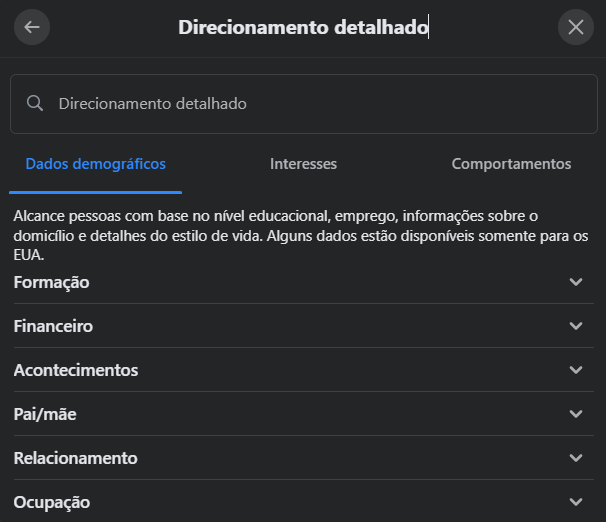 Direcionamento detalhado
Direcionamento detalhado
Dados demográficos Interesses Comportamentos
Alcance pessoas com base no nível educacional, emprego, informações sobre o
domicílio e detalhes do estilo de vida. Alguns dados estão disponíveis somente para os
EUA.
Formação
Financeiro
Acontecimentos
Pai/mãe
Relacionamento
Ocupação